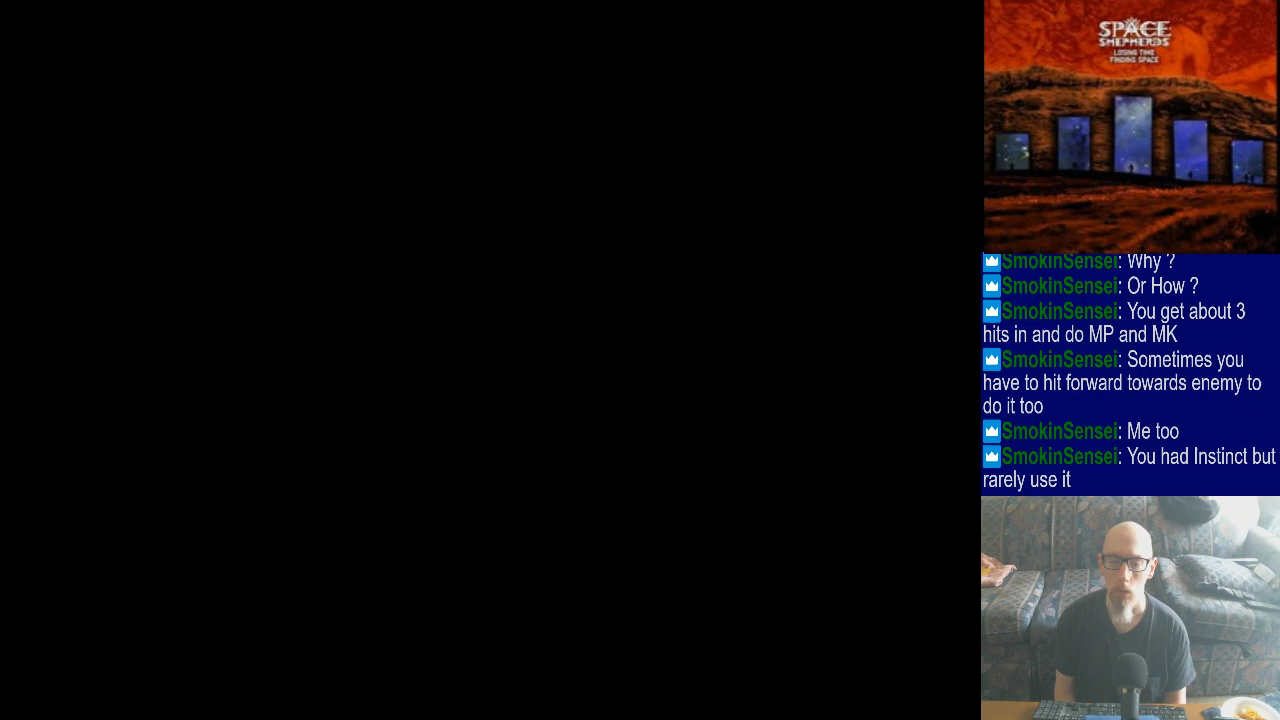 SPACE
SHEPHERDS
LOSING TIME
FINDING SPACE
SmokinSensei: Why ?
SmokinSensei: Or How ?
SmokinSensei: You get about 3
hits in and do MP and MK
SmokinSensei: Sometimes you
have to hit forward towards enemy to
do it too
SmokinSensei: Me too
SmokinSensei: You had Instinct but
rarely use it